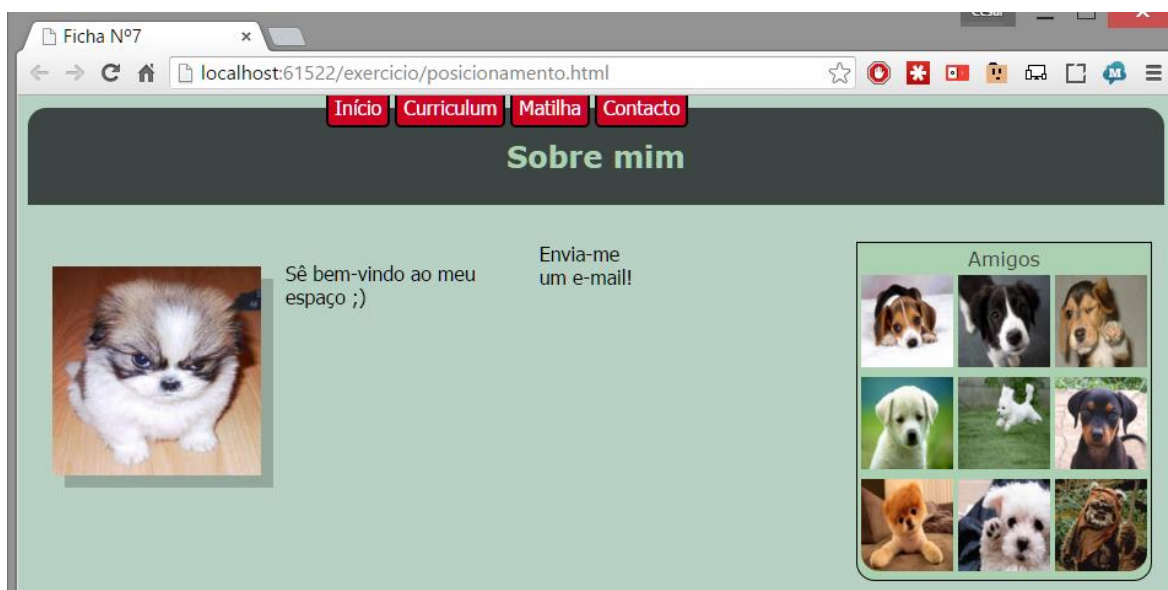 Ficha Nº7
localhost:61522/exercicio/posicionamento.html
Início Curriculum Matilha Contacto
Sobre mim
Sê bem-vindo ao meu
espaço ;)
Envia-me
um e-mail!
Amigos